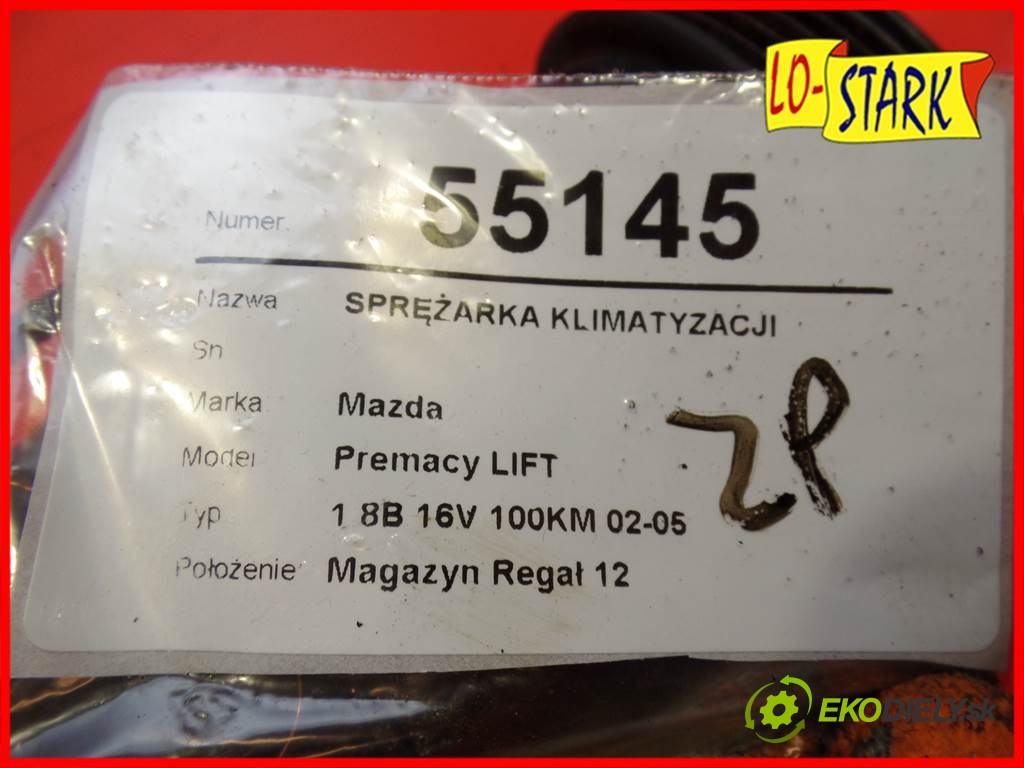 LO-STARK
Numer. 55145
Nazwa SPRĘŻARKA KLIMATYZACJI
Sn
Marka Mazda
Model Premacy LIFT
Typ 1 8B 16V 100KM 02-05
ZP
Położenie Magazyn Regał 12
EKODIELY.sk